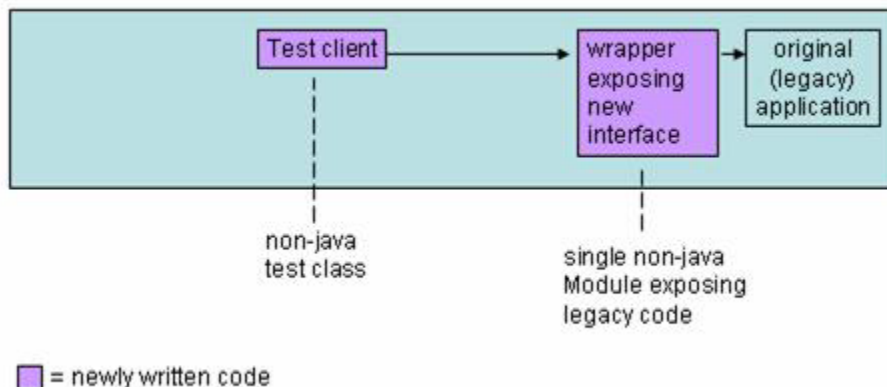 Test client
wrapper
exposing
new
interface
original
(legacy)
application
non-java
test class
single non-java
Module exposing
legacy code
= newly written code